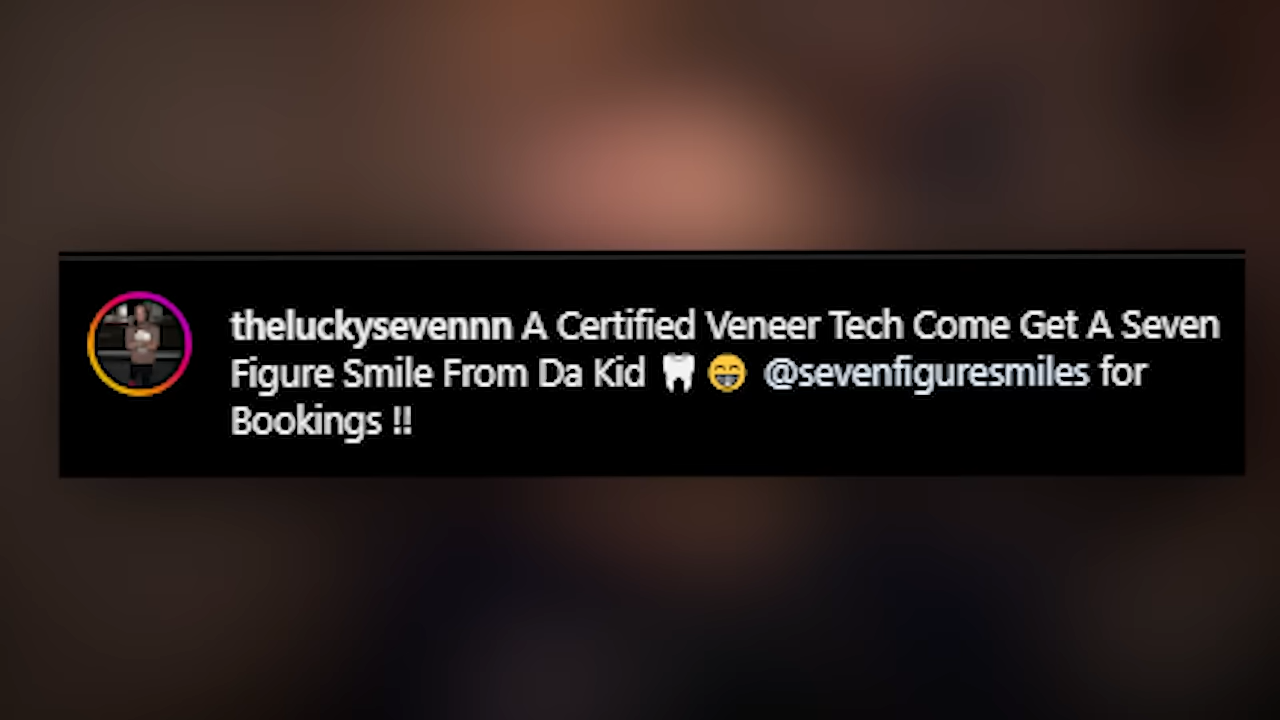 theluckysevennn A Certified Veneer Tech Come Get A Seven
Figure Smile From Da Kid 🦷😁 @sevenfiguresmiles for
Bookings !!